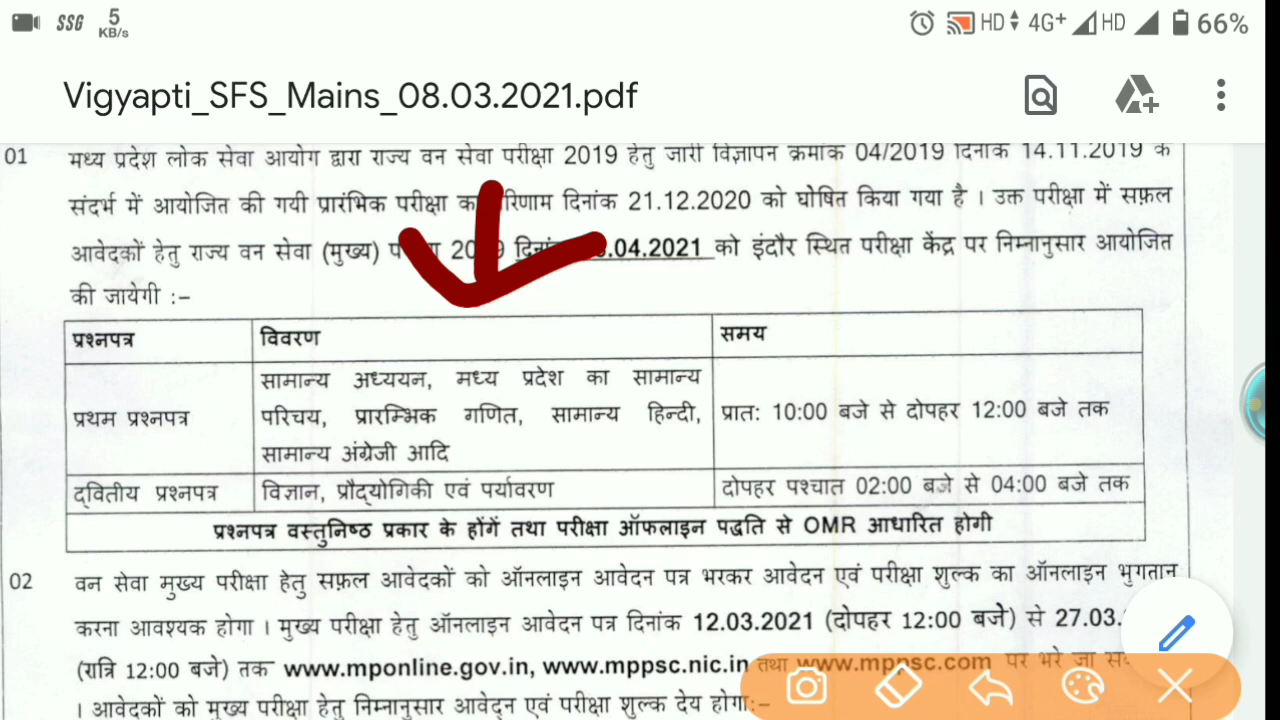 SSG 5 KB/s HD 4G+ HD 66%
Vigyapti_SFS_Mains_08.03.2021.pdf
01 मध्य प्रदेश लोक सेवा आयोग द्वारा राज्य वन सेवा परीक्षा 2019 हेतु जारी विज्ञापन क्रमांक 04/2019 दिनांक 14.11.2019 के
संदर्भ में आयोजित की गयी प्रारंभिक परीक्षा का दिनांक 21.12.2020 को घोषित किया गया है । उक्त परीक्षा में सफ़ल
आवेदकों हेतु राज्य वन सेवा (मुख्य) .04.2021 को इंदौर स्थित परीक्षा केंद्र पर निम्नानुसार आयोजित
की जायेगी :–
प्रश्नपत्र विवरण समय
सामान्य अध्ययन, मध्य प्रदेश का सामान्य
प्रथम प्रश्नपत्र परिचय, प्रारम्भिक गणित, सामान्य हिन्दी, प्रात: 10:00 बजे से दोपहर 12:00 बजे तक
सामान्य अंग्रेजी आदि
द्वितीय प्रश्नपत्र विज्ञान, प्रौद्योगिकी एवं पर्यावरण दोपहर पश्चात 02:00 बजे से 04:00 बजे तक
प्रश्नपत्र वस्तुनिष्ठ प्रकार के होंगें तथा परीक्षा ऑफलाइन पद्धति से OMR आधारित होगी
02 वन सेवा मुख्य परीक्षा हेतु सफ़ल आवेदकों को ऑनलाइन आवेदन पत्र भरकर आवेदन एवं परीक्षा शुल्क का ऑनलाइन भुगतान
करना आवश्यक होगा । मुख्य परीक्षा हेतु ऑनलाइन आवेदन पत्र दिनांक 12.03.2021 (दोपहर 12:00 बजे) से 27.03.
(रात्रि 12:00 बजे) तक www.mponline.gov.in, www.mppsc.nic.in तथा www.mppsc.com पर भरे जा
। आवेदकों को मुख्य परीक्षा हेतु निम्नानुसार आवेदन एवं परीक्षा शुल्क देय होगा:–